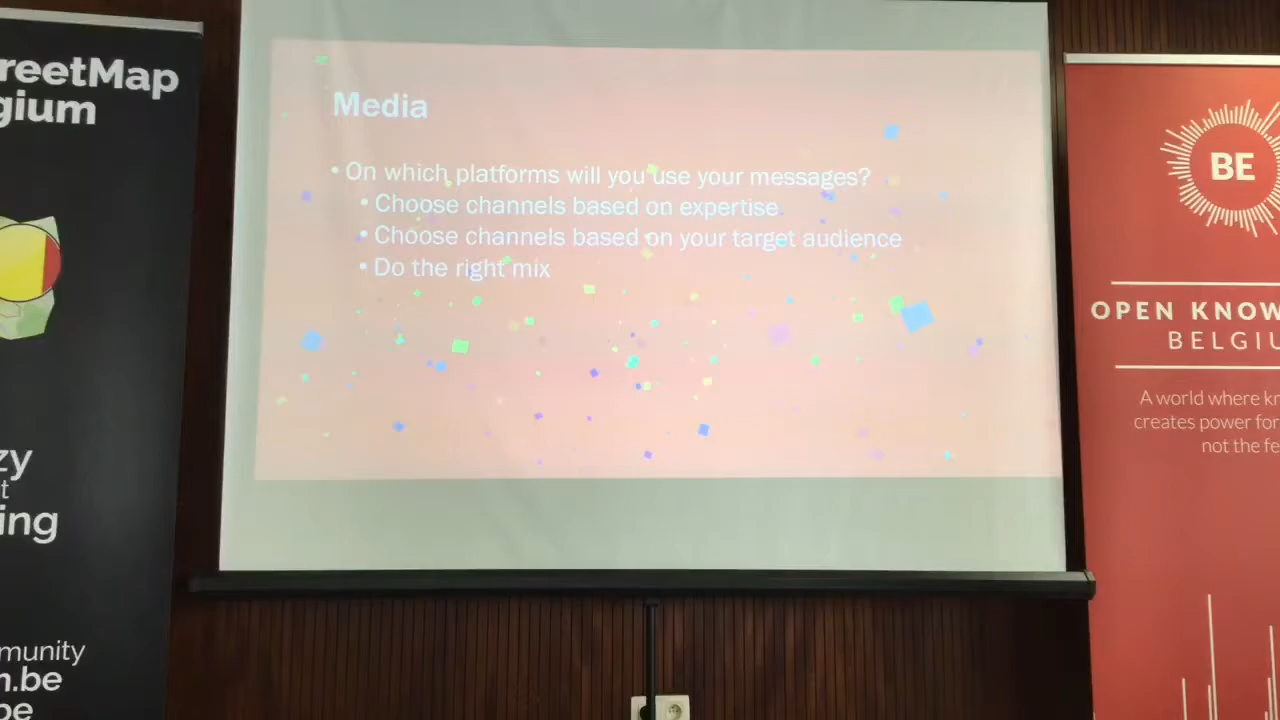 reetMap
gium
zy
t
ing
munity
.be
be
Media
• On which platforms will you use your messages?
• Choose channels based on expertise
• Choose channels based on your target audience
• Do the right mix
BE
OPEN KNOW
BELGIU
A world where kn
creates power for
not the fe